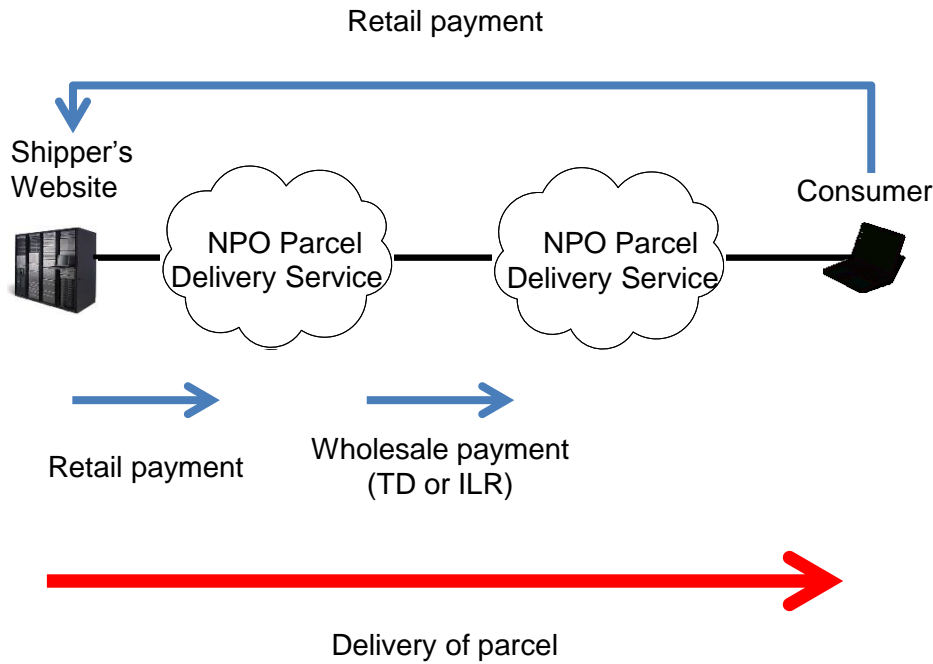 Retail payment
Shipper’s
Website
Consumer
NPO Parcel
Delivery Service
NPO Parcel
Delivery Service
Retail payment
Wholesale payment
(TD or ILR)
Delivery of parcel